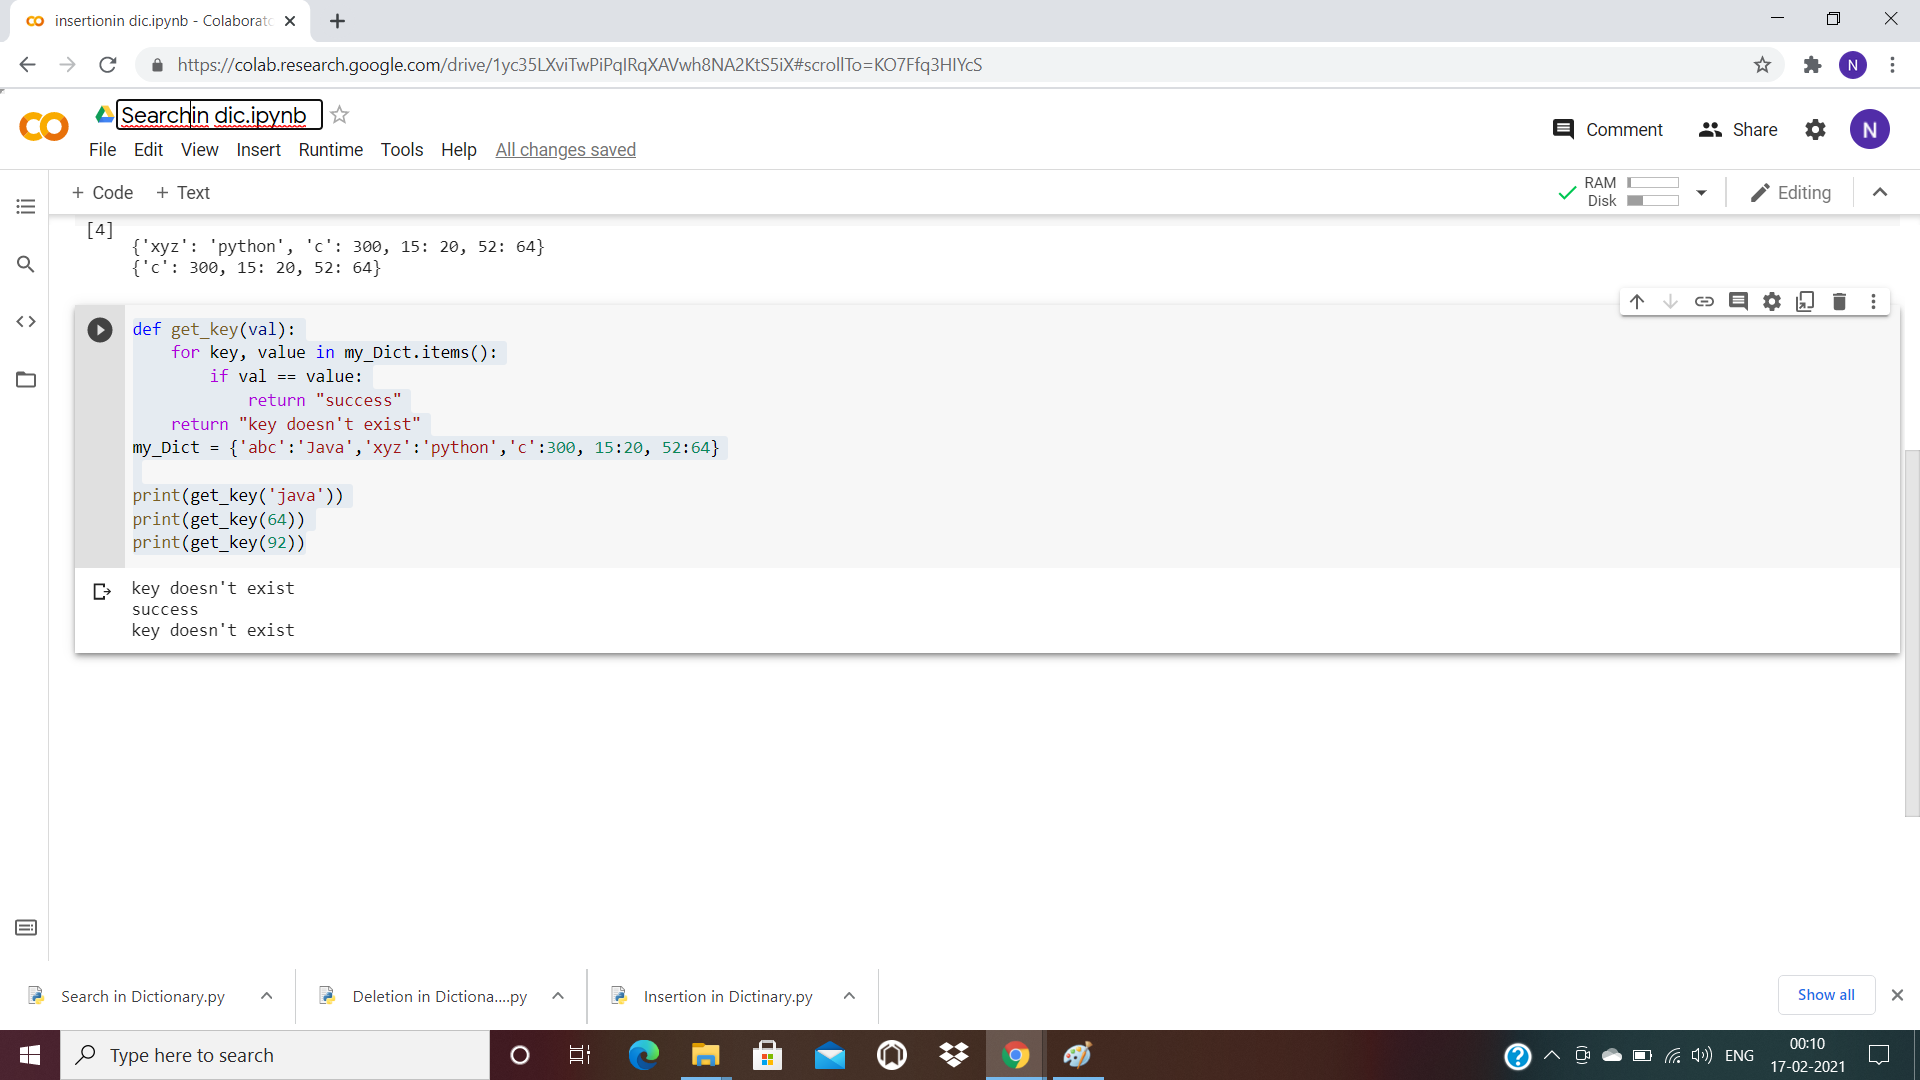 insertionin dic.ipynb - Colaborato
https://colab.research.google.com/drive/1yc35LXviTwPiPqIRqXAVwh8NA2KtS5iX#scrollTo=KO7Ffq3HIYcS
N
Searchin dic.ipynb
File Edit View Insert Runtime Tools Help All changes saved
Comment Share N
+ Code + Text
RAM
Disk
Editing
[4]
{'xyz': 'python', 'c': 300, 15: 20, 52: 64}
{'c': 300, 15: 20, 52: 64}
def get_key(val):
    for key, value in my_Dict.items():
        if val == value:
            return "success"
    return "key doesn't exist"
my_Dict = {'abc':'Java','xyz':'python','c':300, 15:20, 52:64}
print(get_key('java'))
print(get_key(64))
print(get_key(92))
key doesn't exist
success
key doesn't exist
Search in Dictionary.py
Deletion in Dictiona....py
Insertion in Dictinary.py
Show all
Type here to search
ENG
00:10
17-02-2021